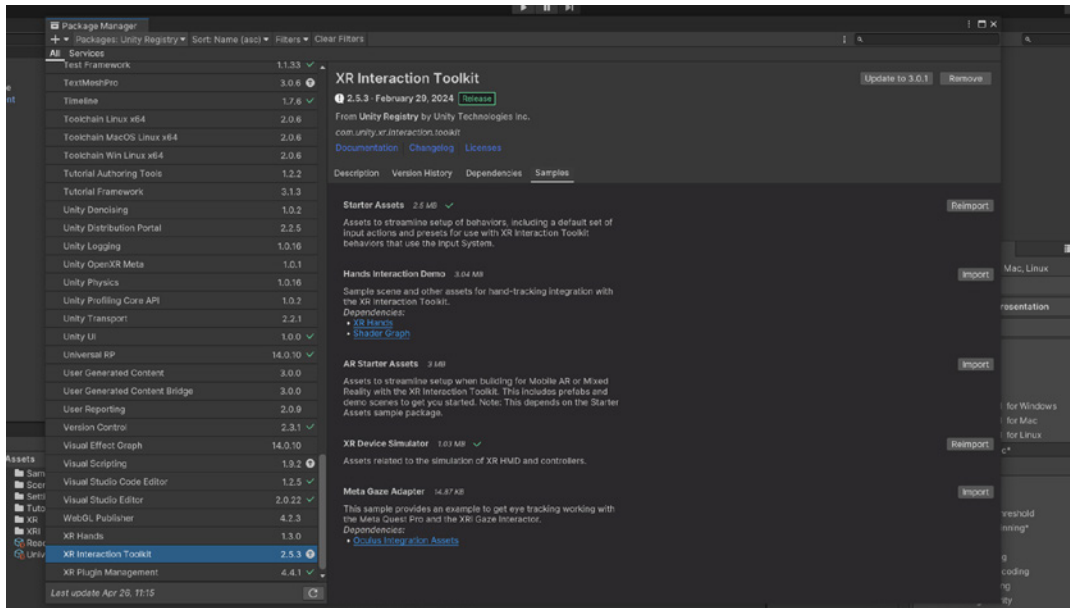 Package Manager
+ Packages: Unity Registry Sort: Name (asc) Filters Clear Filters
All Services
Test Framework 1.1.33
TextMeshPro 3.0.6
Timeline 1.7.6
Toolchain Linux x64 2.0.6
Toolchain MacOS Linux x64 2.0.6
Toolchain Win Linux x64 2.0.6
Tutorial Authoring Tools 1.2.2
Tutorial Framework 3.1.3
Unity Denoising 1.0.2
Unity Distribution Portal 2.2.5
Unity Logging 1.0.16
Unity OpenXR Meta 1.0.1
Unity Physics 1.0.16
Unity Profiling Core API 1.0.2
Unity Transport 2.2.1
Unity UI 1.0.0
Universal RP 14.0.10
User Generated Content 3.0.0
User Generated Content Bridge 3.0.0
User Reporting 2.0.9
Version Control 2.3.1
Visual Effect Graph 14.0.10
Visual Scripting 1.9.2
Visual Studio Code Editor 1.2.5
Visual Studio Editor 2.0.22
WebGL Publisher 4.2.3
XR Hands 1.3.0
XR Interaction Toolkit 2.5.3
XR Plugin Management 4.4.1
Last update Apr 26, 11:15
XR Interaction Toolkit
Update to 3.0.1 Remove
2.5.3 · February 29, 2024 Release
From Unity Registry by Unity Technologies Inc.
com.unity.xr.interaction.toolkit
Documentation Changelog Licenses
Description Version History Dependencies Samples
Starter Assets 2.5 MB Reimport
Assets to streamline setup of behaviors, including a default set of
input actions and presets for use with XR Interaction Toolkit
behaviors that use the Input System.
Hands Interaction Demo 3.04 MB Import
Sample scene and other assets for hand-tracking integration with
the XR Interaction Toolkit.
Dependencies:
• XR Hands
• Shader Graph
AR Starter Assets 3 MB Import
Assets to streamline setup when building for Mobile AR or Mixed
Reality with the XR Interaction Toolkit. This includes prefabs and
demo scenes to get you started. Note: This depends on the Starter
Assets sample package.
XR Device Simulator 1.03 MB Reimport
Assets related to the simulation of XR HMD and controllers.
Meta Gaze Adapter 14.87 KB Import
This sample provides an example to get eye tracking working with
the Meta Quest Pro and the XRI Gaze Interactor.
Dependencies:
• Oculus Integration Assets
Assets
Sam
Scen
Setti
Tuto
XR
XRI
Read
Univ
Mac, Linux
resentation
for Windows
for Mac
for Linux
reshold
nning*
coding